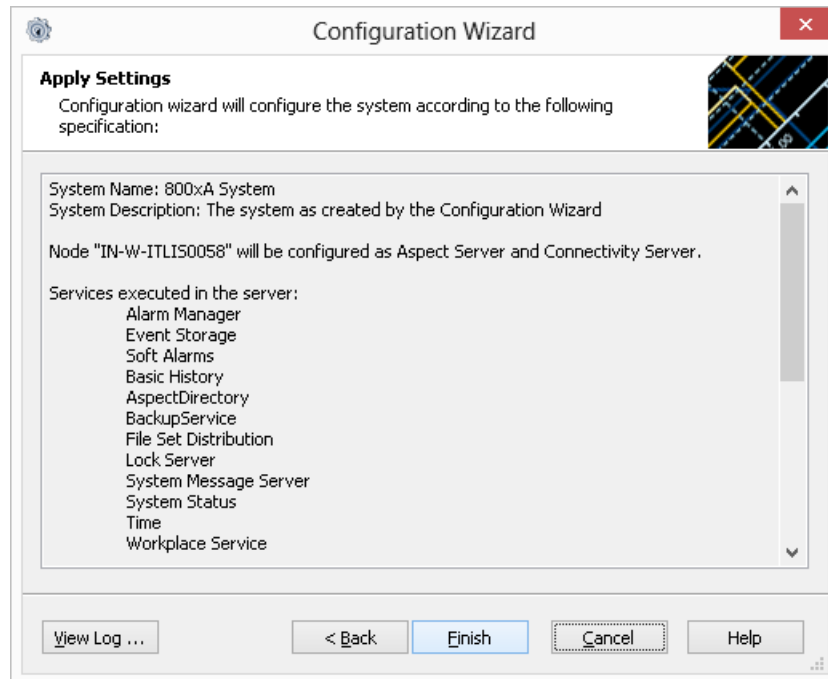 Configuration Wizard
Apply Settings
Configuration wizard will configure the system according to the following
specification:
System Name: 800xA System
System Description: The system as created by the Configuration Wizard
Node "IN-W-ITLIS0058" will be configured as Aspect Server and Connectivity Server.
Services executed in the server:
Alarm Manager
Event Storage
Soft Alarms
Basic History
AspectDirectory
BackupService
File Set Distribution
Lock Server
System Message Server
System Status
Time
Workplace Service
View Log ...
< Back
Finish
Cancel
Help